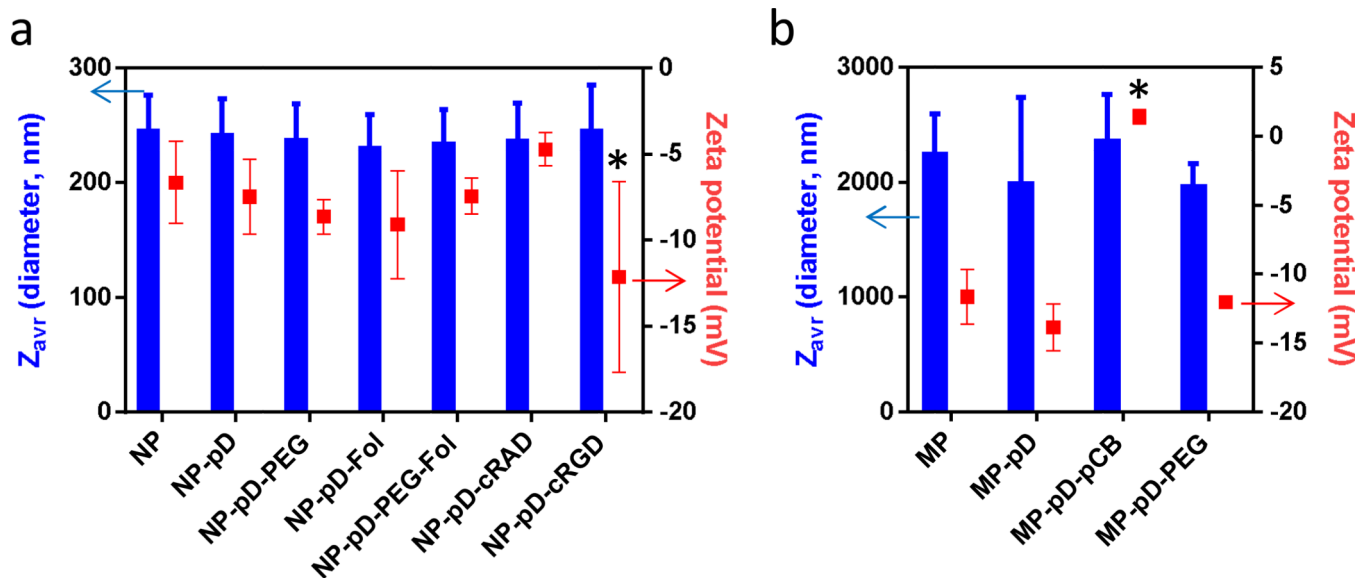 a
300
200
100
0
Z_avr (diameter, nm)
0
-5
-10
-15
-20
Zeta potential (mV)
*
NP
NP-pD
NP-pD-PEG
NP-pD-Fol
NP-pD-PEG-Fol
NP-pD-cRAD
NP-pD-cRGD
b
3000
2000
1000
0
Z_avr (diameter, nm)
5
0
-5
-10
-15
-20
Zeta potential (mV)
*
MP
MP-pD
MP-pD-pCB
MP-pD-PEG